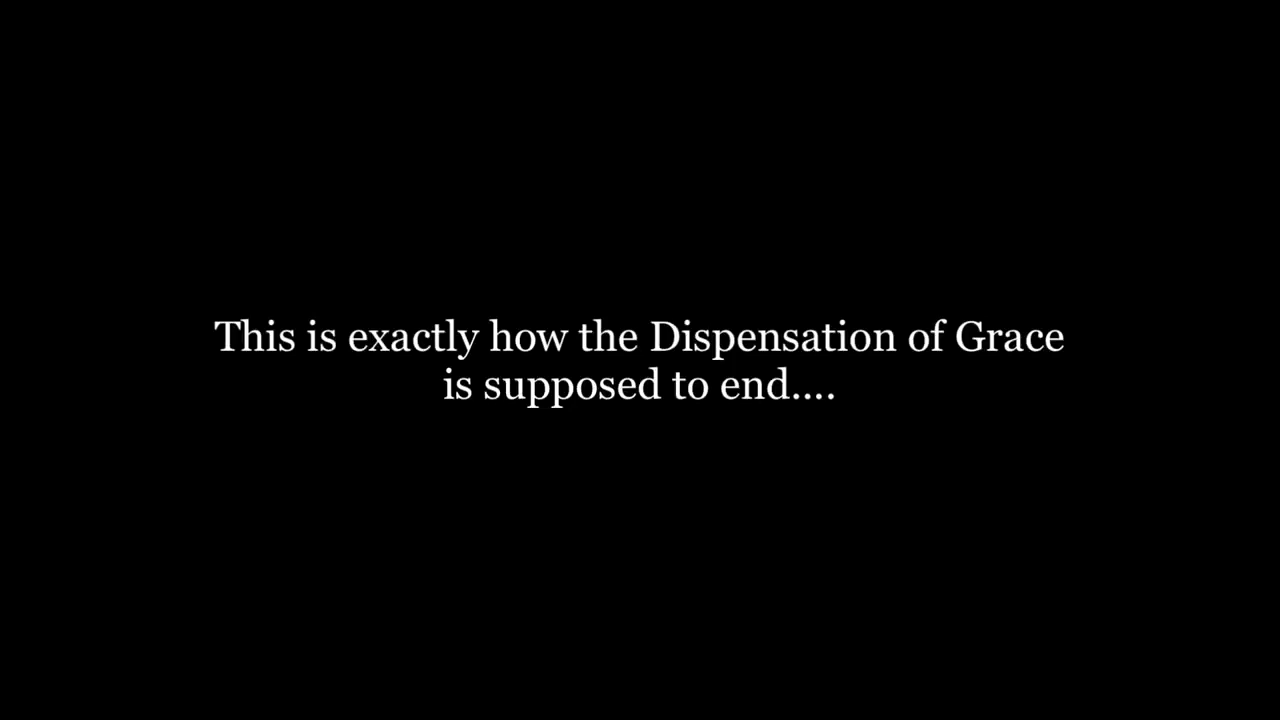 This is exactly how the Dispensation of Grace
is supposed to end....